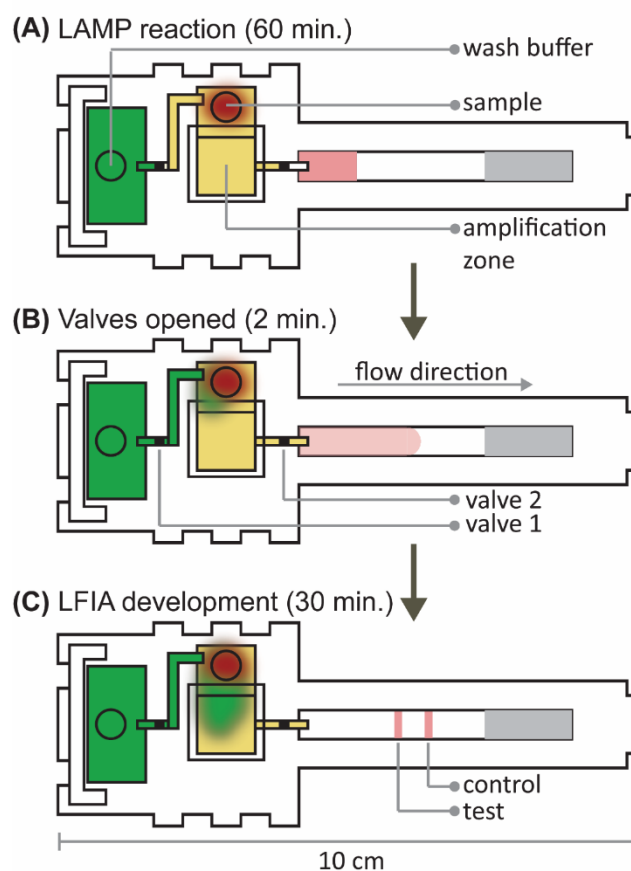 (A) LAMP reaction (60 min.)
wash buffer
sample
amplification
zone
(B) Valves opened (2 min.)
flow direction
valve 2
valve 1
(C) LFIA development (30 min.)
control
test
10 cm